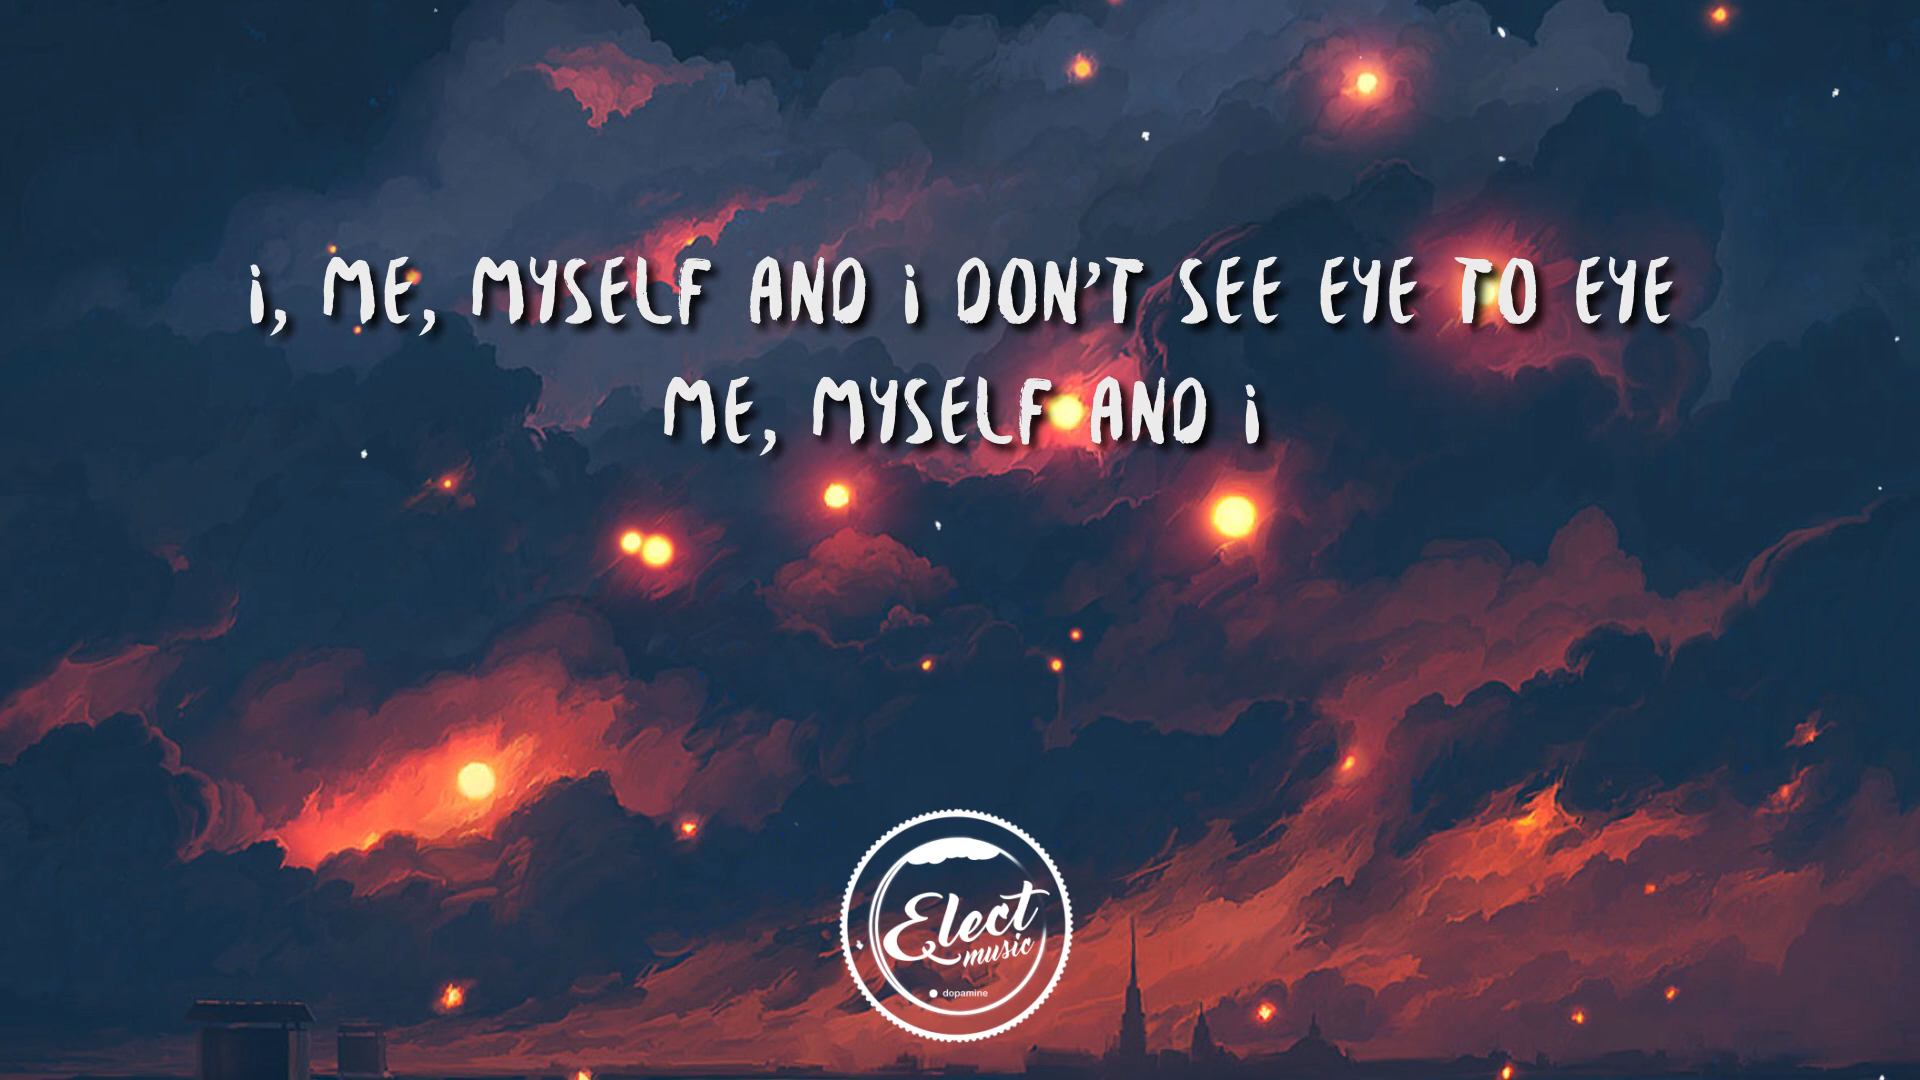 i, ME, MYSELF AND i DON'T SEE EYE TO EYE
ME, MYSELF AND i
Elect
music
dopamine